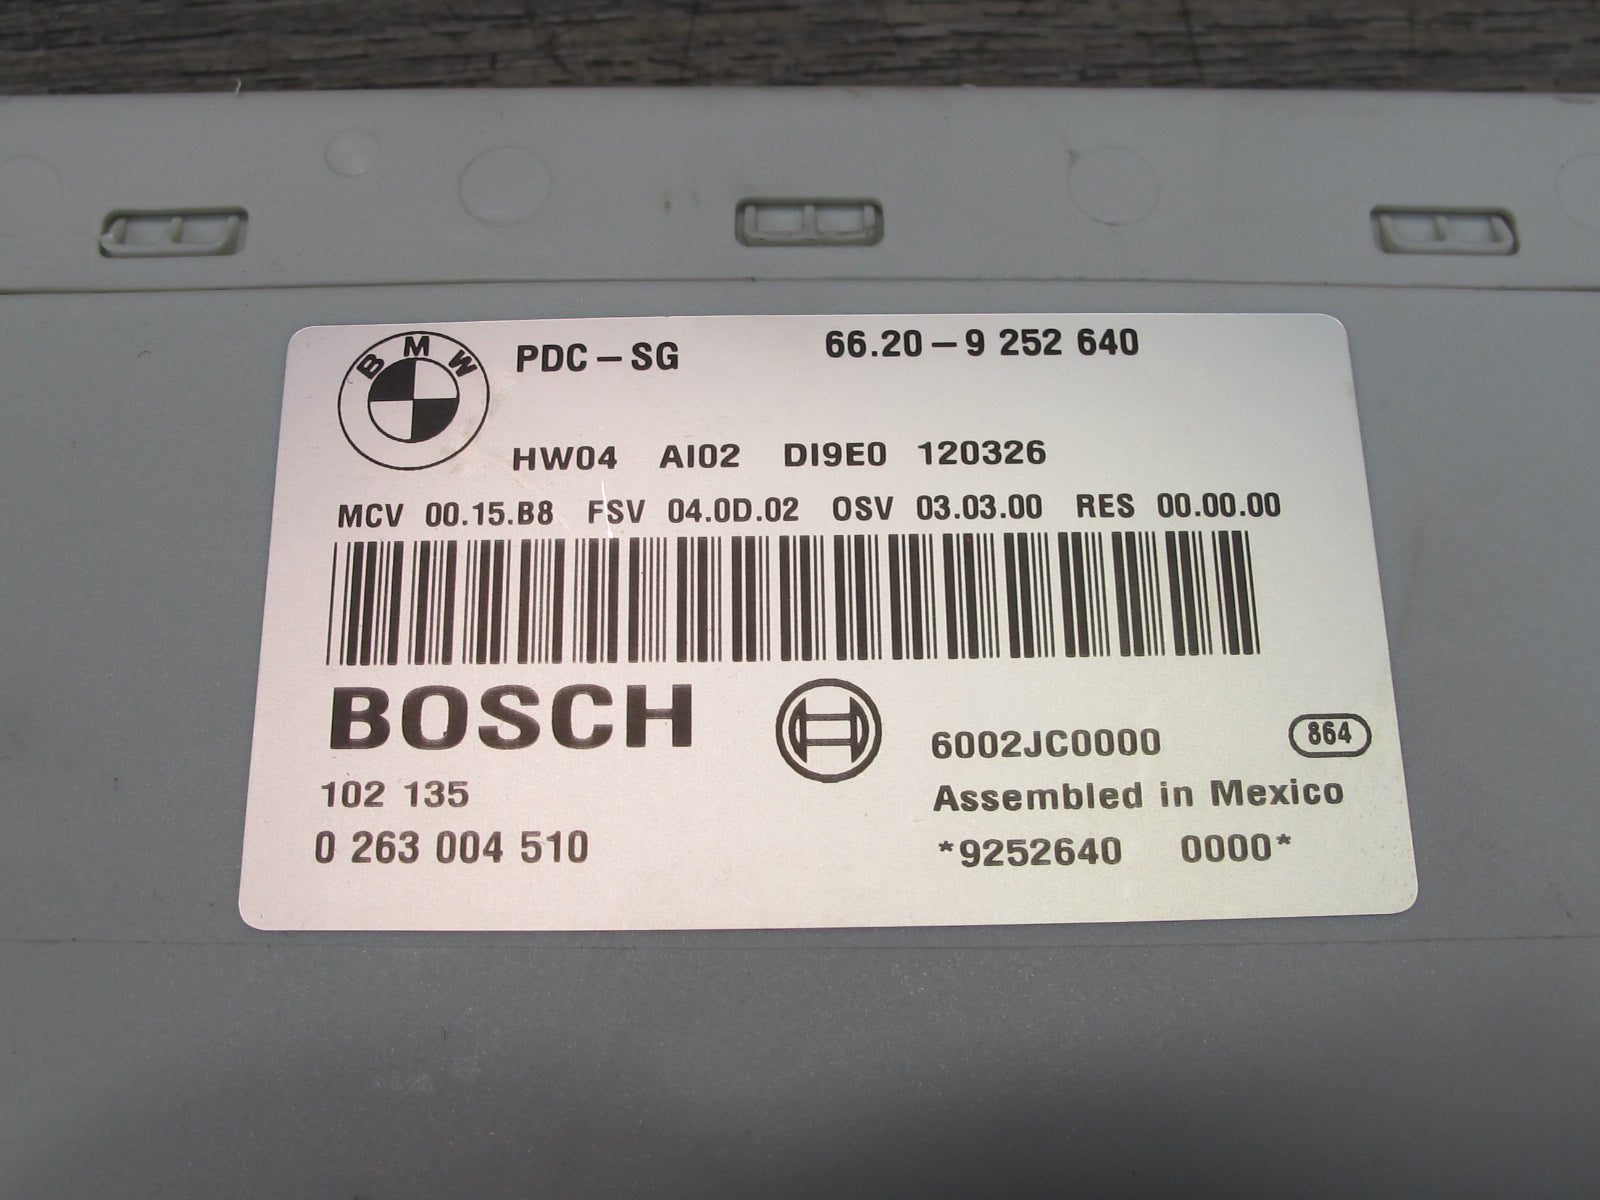 BMW
PDC – SG 66.20 – 9 252 640
HW04 AI02 DI9E0 120326
MCV 00.15.B8 FSV 04.0D.02 OSV 03.03.00 RES 00.00.00
BOSCH
6002JC0000 864
102 135 Assembled in Mexico
0 263 004 510 *9252640 0000*